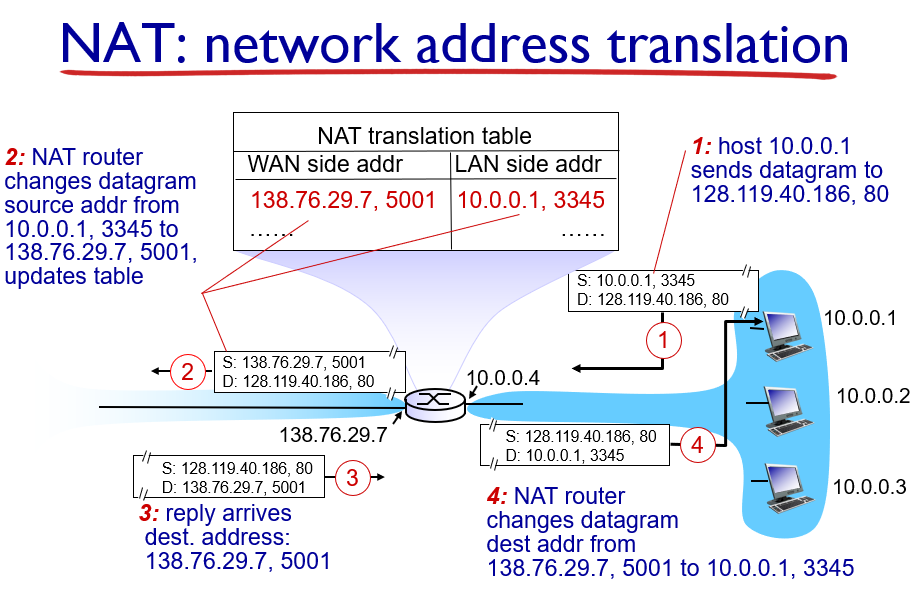 NAT: network address translation
NAT translation table
WAN side addr
LAN side addr
138.76.29.7, 5001
10.0.0.1, 3345
……
……
2: NAT router
changes datagram
source addr from
10.0.0.1, 3345 to
138.76.29.7, 5001,
updates table
1: host 10.0.0.1
sends datagram to
128.119.40.186, 80
S: 10.0.0.1, 3345
D: 128.119.40.186, 80
1
10.0.0.1
S: 138.76.29.7, 5001
D: 128.119.40.186, 80
2
10.0.0.4
10.0.0.2
138.76.29.7
S: 128.119.40.186, 80
D: 10.0.0.1, 3345
4
S: 128.119.40.186, 80
D: 138.76.29.7, 5001
3
10.0.0.3
3: reply arrives
dest. address:
138.76.29.7, 5001
4: NAT router
changes datagram
dest addr from
138.76.29.7, 5001 to 10.0.0.1, 3345